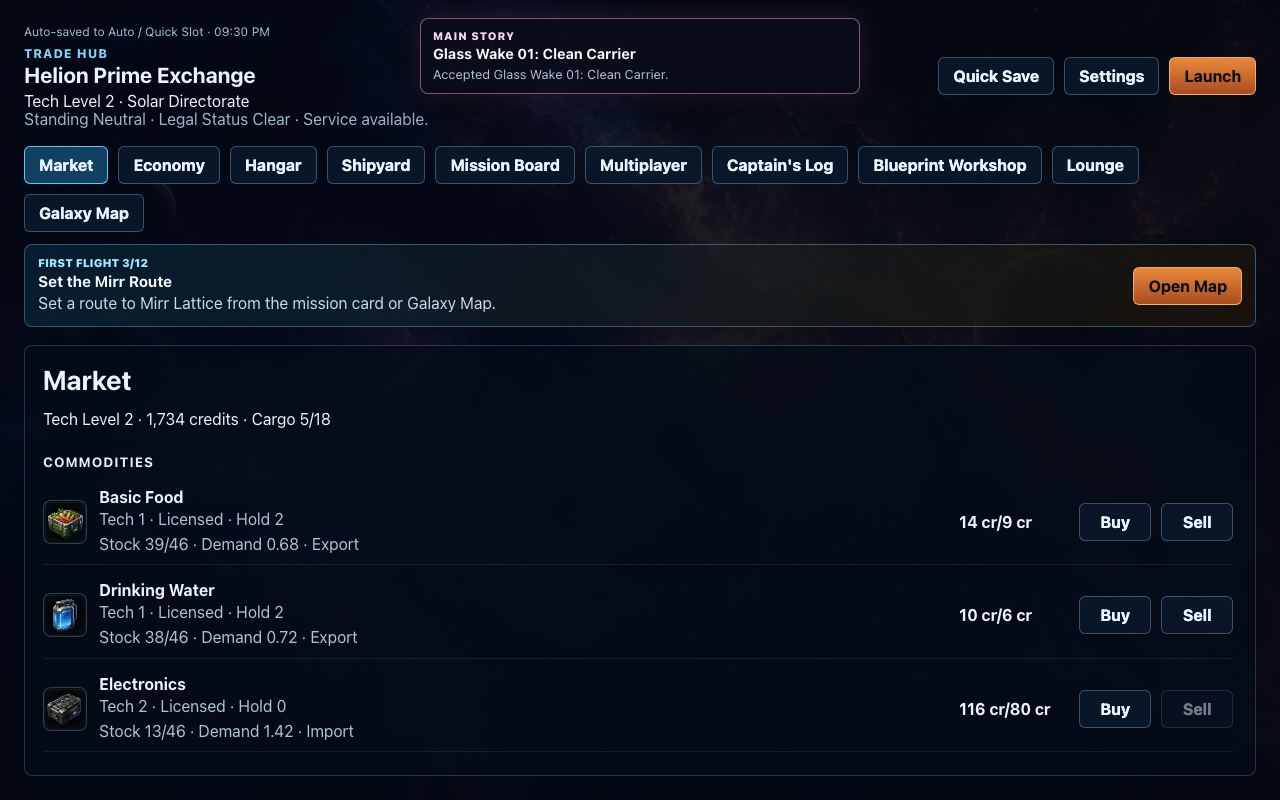 Auto-saved to Auto / Quick Slot · 09:30 PM
TRADE HUB
Helion Prime Exchange
Tech Level 2 · Solar Directorate
Standing Neutral · Legal Status Clear · Service available.
MAIN STORY
Glass Wake 01: Clean Carrier
Accepted Glass Wake 01: Clean Carrier.
Quick Save
Settings
Launch
Market
Economy
Hangar
Shipyard
Mission Board
Multiplayer
Captain's Log
Blueprint Workshop
Lounge
Galaxy Map
FIRST FLIGHT 3/12
Set the Mirr Route
Set a route to Mirr Lattice from the mission card or Galaxy Map.
Open Map
Market
Tech Level 2 · 1,734 credits · Cargo 5/18
COMMODITIES
Basic Food
Tech 1 · Licensed · Hold 2
Stock 39/46 · Demand 0.68 · Export
14 cr/9 cr
Buy
Sell
Drinking Water
Tech 1 · Licensed · Hold 2
Stock 38/46 · Demand 0.72 · Export
10 cr/6 cr
Buy
Sell
Electronics
Tech 2 · Licensed · Hold 0
Stock 13/46 · Demand 1.42 · Import
116 cr/80 cr
Buy
Sell